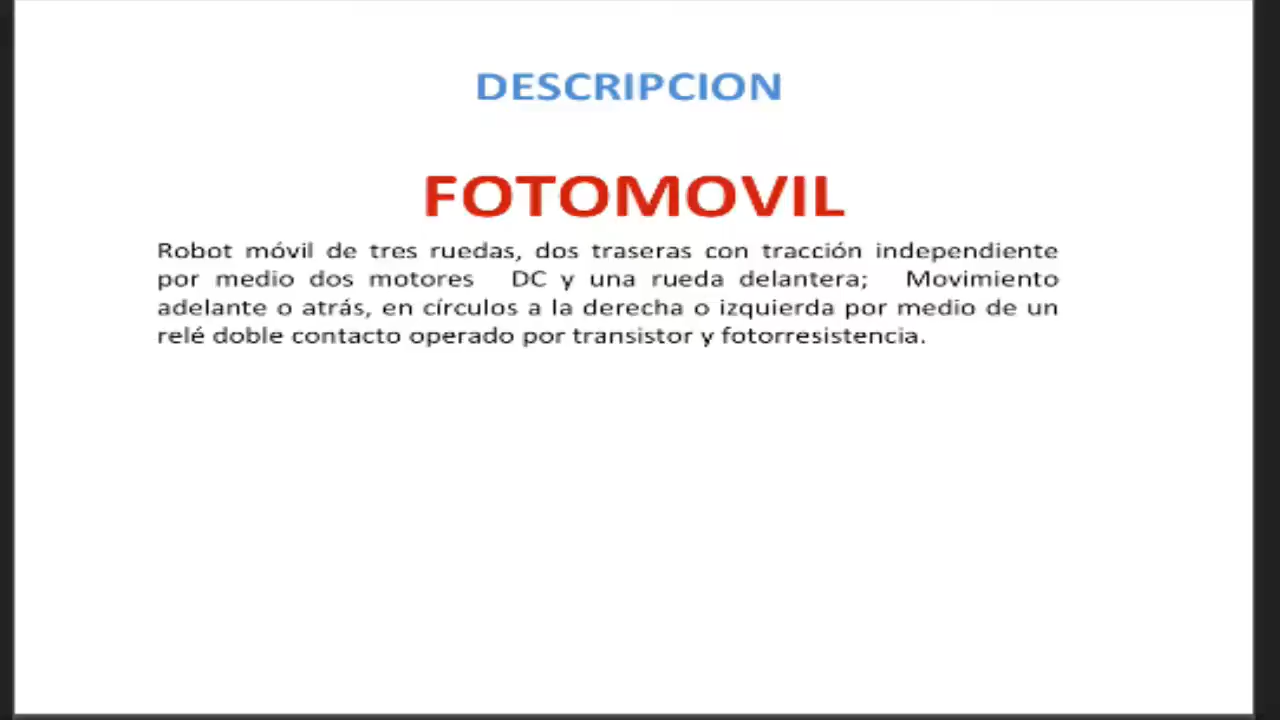 DESCRIPCION
FOTOMOVIL
Robot móvil de tres ruedas, dos traseras con tracción independiente
por medio dos motores DC y una rueda delantera; Movimiento
adelante o atrás, en círculos a la derecha o izquierda por medio de un
relé doble contacto operado por transistor y fotorresistencia.